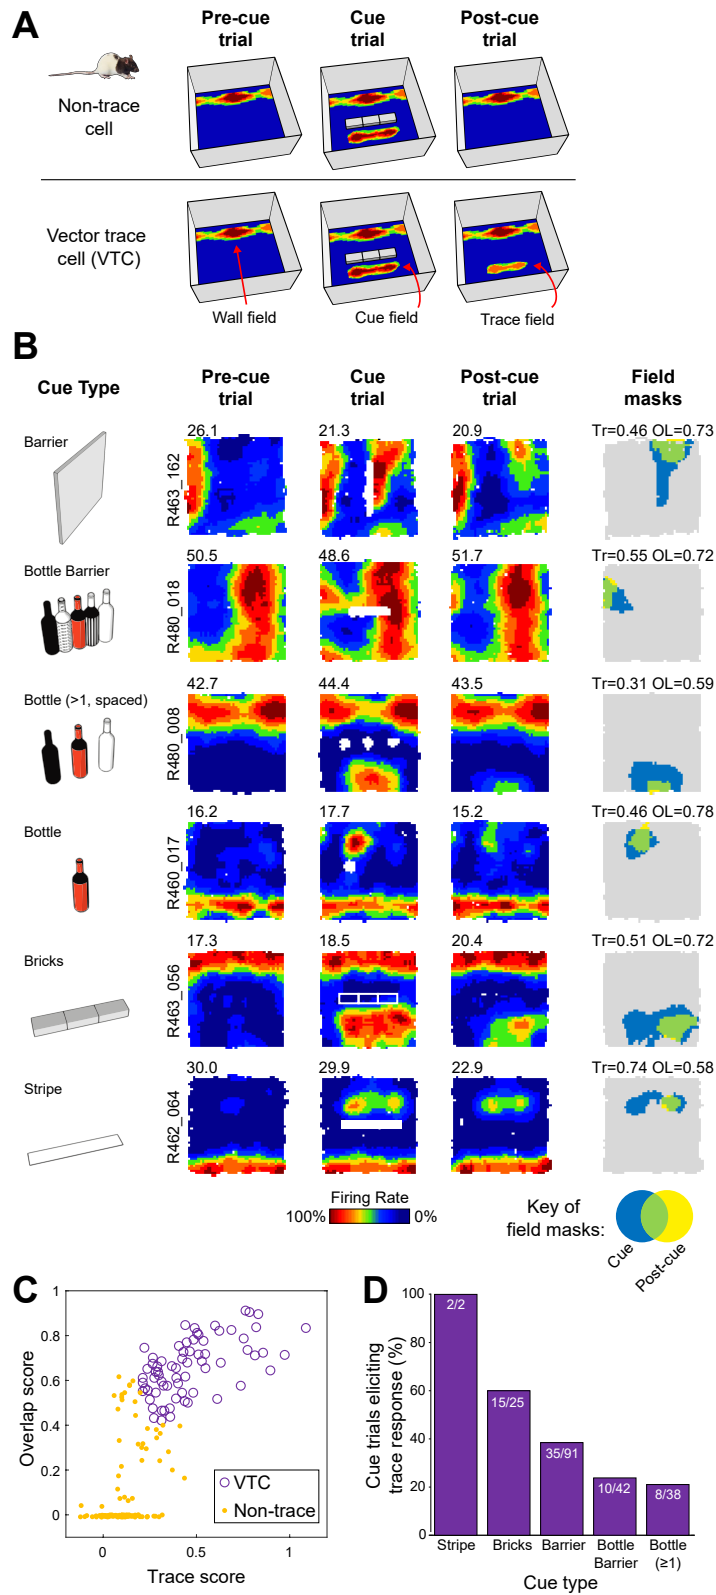 A
Pre-cue trial
Cue trial
Post-cue trial
Non-trace cell
Vector trace cell (VTC)
Wall field
Cue field
Trace field
B
Cue Type
Pre-cue trial
Cue trial
Post-cue trial
Field masks
Barrier
R463_162
26.1
21.3
20.9
Tr=0.46 OL=0.73
Bottle Barrier
R480_018
50.5
48.6
51.7
Tr=0.55 OL=0.72
Bottle (>1, spaced)
R480_008
42.7
44.4
43.5
Tr=0.31 OL=0.59
Bottle
R460_017
16.2
17.7
15.2
Tr=0.46 OL=0.78
Bricks
R463_056
17.3
18.5
20.4
Tr=0.51 OL=0.72
Stripe
R462_064
30.0
29.9
22.9
Tr=0.74 OL=0.58
Firing Rate
100%
0%
Key of field masks:
Cue
Post-cue
C
Overlap score
1
0.8
0.6
0.4
0.2
0
0
0.5
1
Trace score
VTC
Non-trace
D
Cue trials eliciting trace response (%)
100
80
60
40
20
0
2/2
15/25
35/91
10/42
8/38
Stripe
Bricks
Barrier
Bottle Barrier
Bottle (≥1)
Cue type